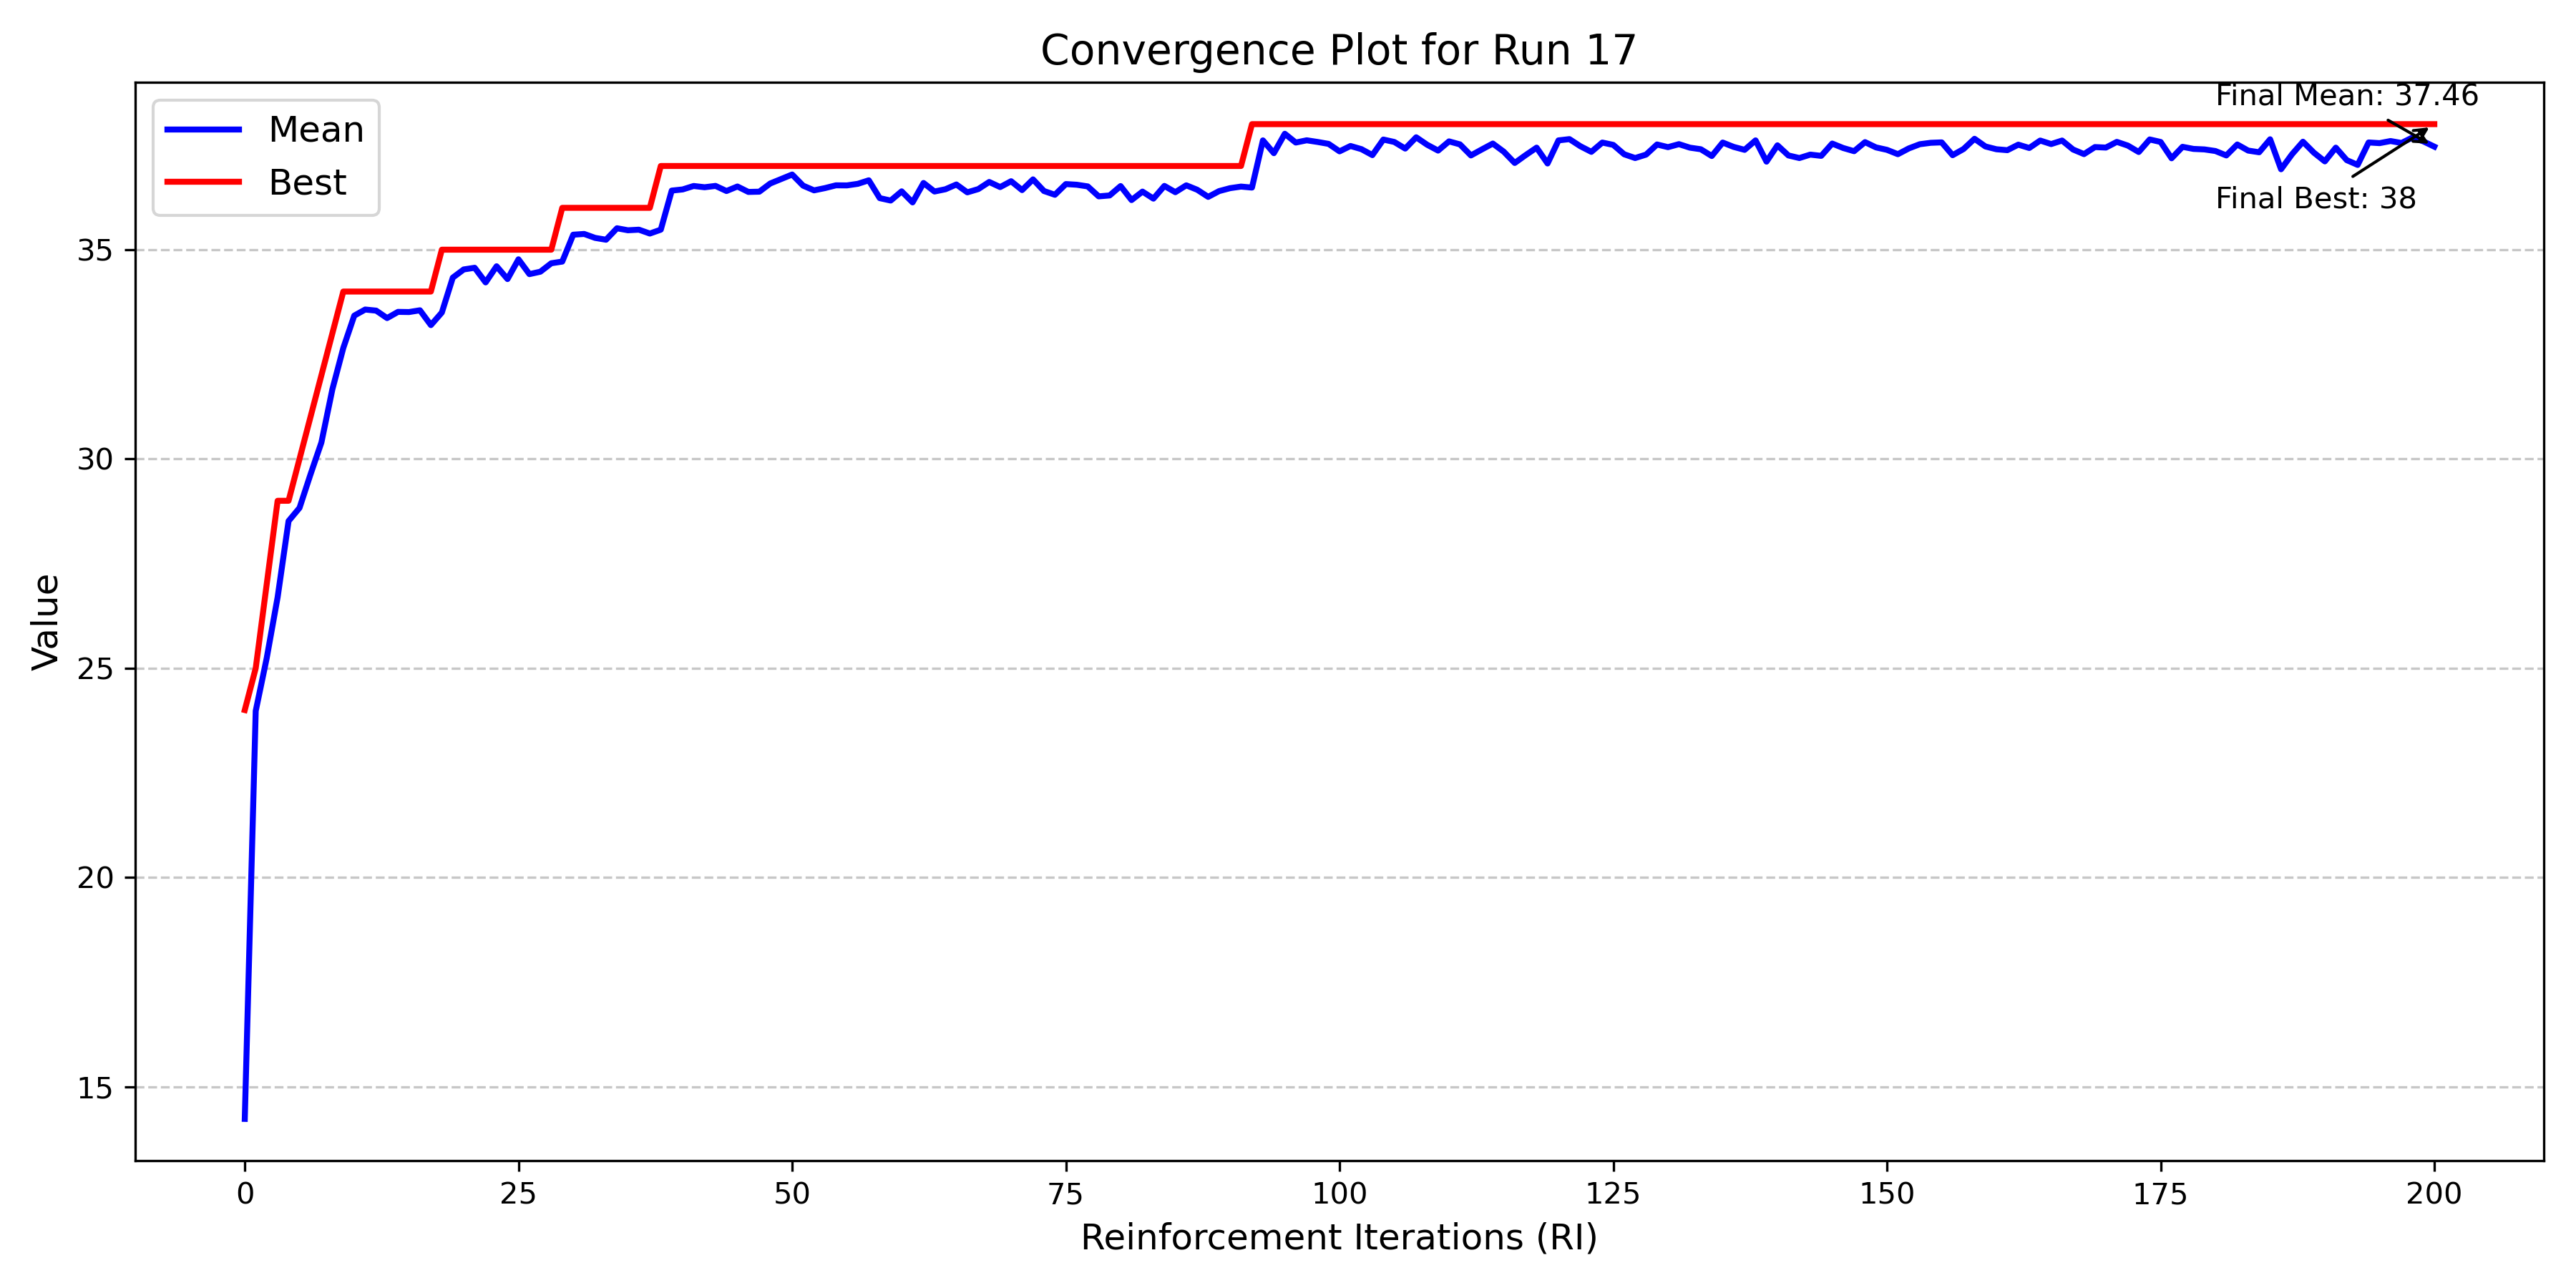 Convergence Plot for Run 17
Mean
Best
Final Mean: 37.46
Final Best: 38
Value
35
30
25
20
15
0 25 50 75 100 125 150 175 200
Reinforcement Iterations (RI)